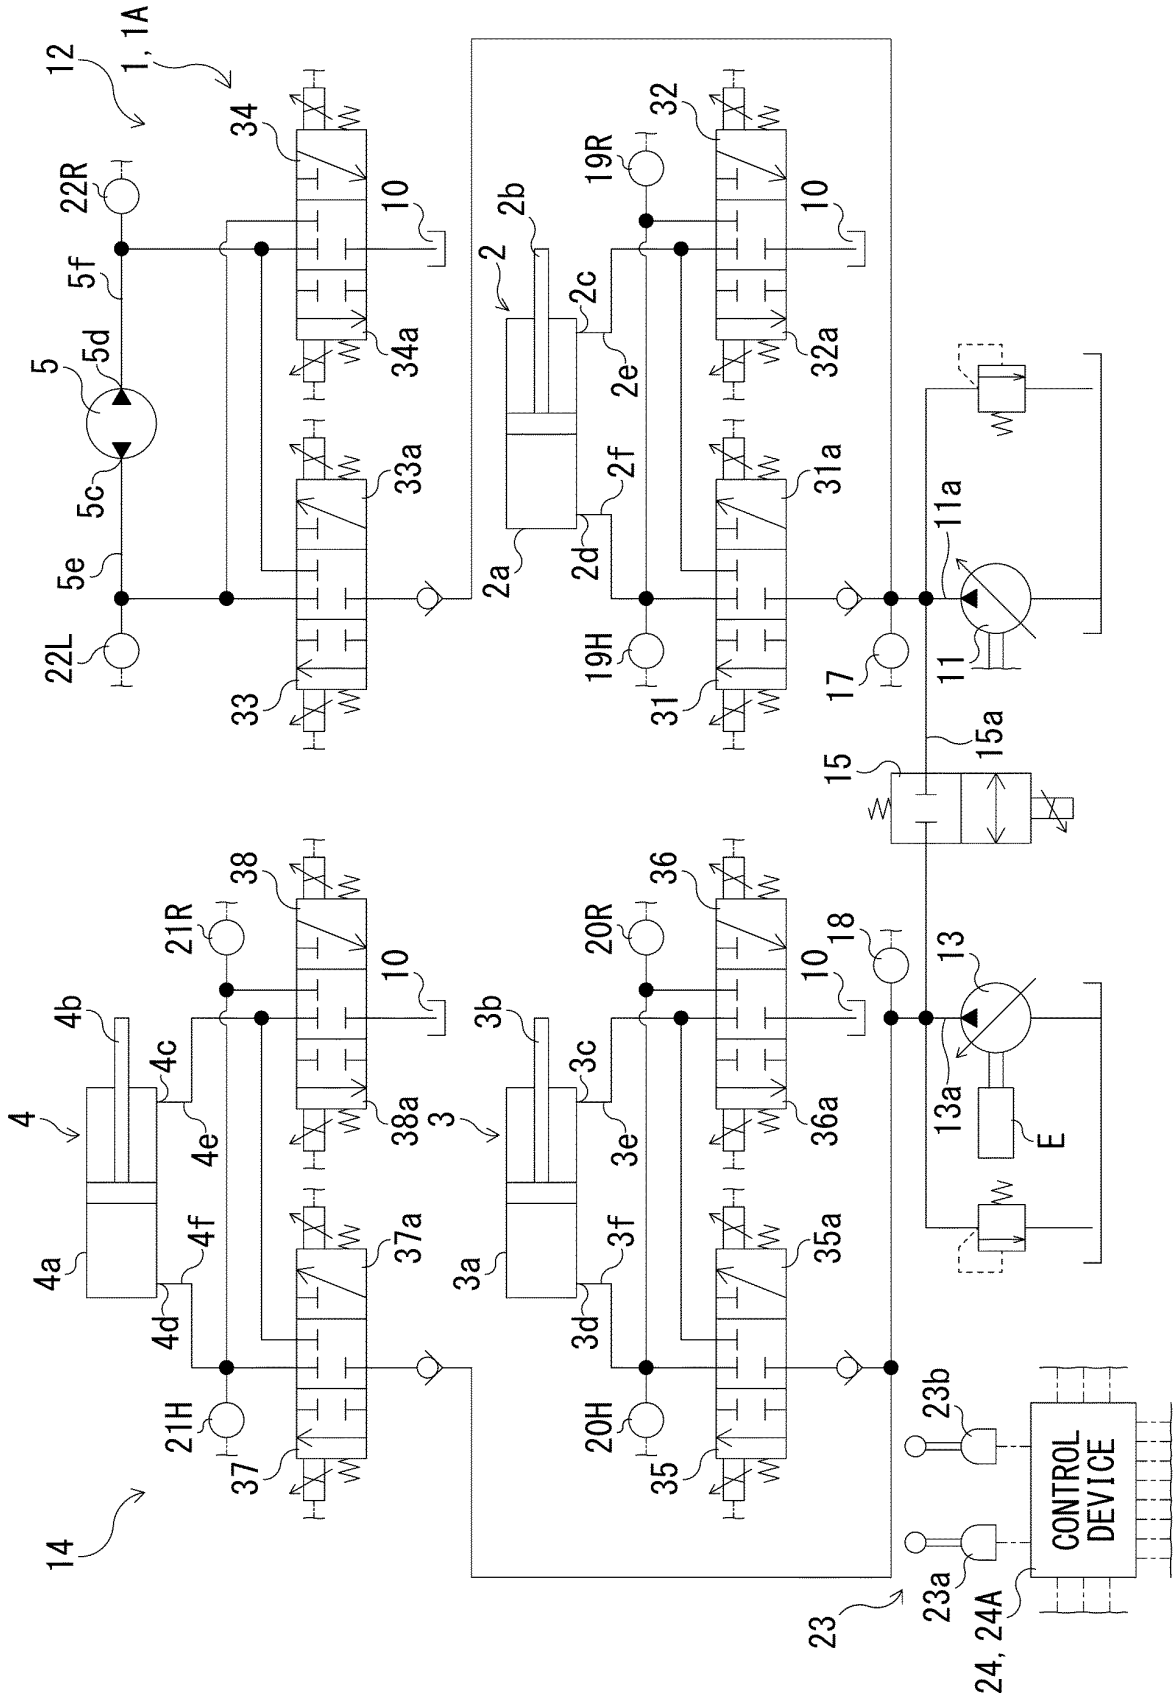 14
4
4a
4b
4c
4d
4e
4f
21H
21R
37
37a
38
38a
10
12
1, 1A
5
5c
5d
5e
5f
22L
22R
33
33a
34
34a
10
3
3a
3b
3c
3d
3e
3f
20H
20R
35
35a
36
36a
10
2
2a
2b
2c
2d
2e
2f
19H
19R
31
31a
32
32a
10
23
23a
23b
24, 24A
CONTROL
DEVICE
18
13
13a
E
15
15a
17
11
11a